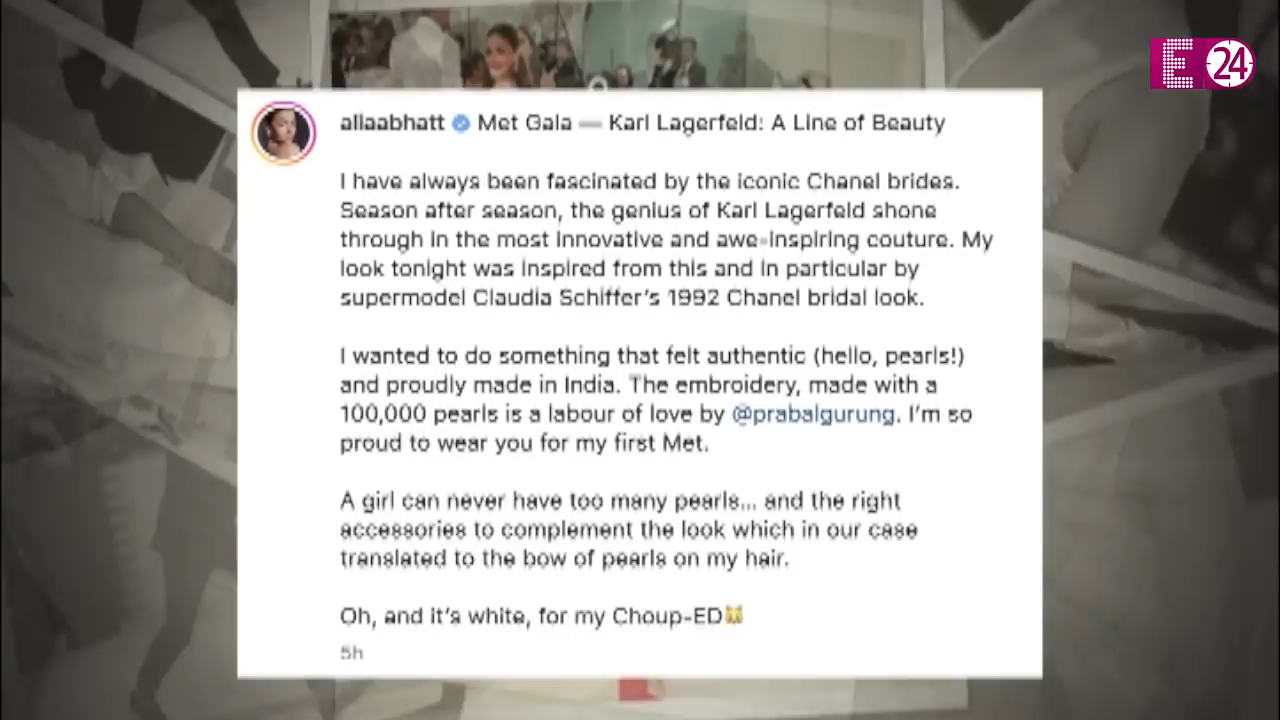 E 24
aliaabhatt Met Gala — Karl Lagerfeld: A Line of Beauty
I have always been fascinated by the iconic Chanel brides.
Season after season, the genius of Karl Lagerfeld shone
through in the most innovative and awe-inspiring couture. My
look tonight was inspired from this and in particular by
supermodel Claudia Schiffer's 1992 Chanel bridal look.
I wanted to do something that felt authentic (hello, pearls!)
and proudly made in India. The embroidery, made with a
100,000 pearls is a labour of love by @prabalgurung. I'm so
proud to wear you for my first Met.
A girl can never have too many pearls... and the right
accessories to complement the look which in our case
translated to the bow of pearls on my hair.
Oh, and it's white, for my Choup-ED🐱
5h